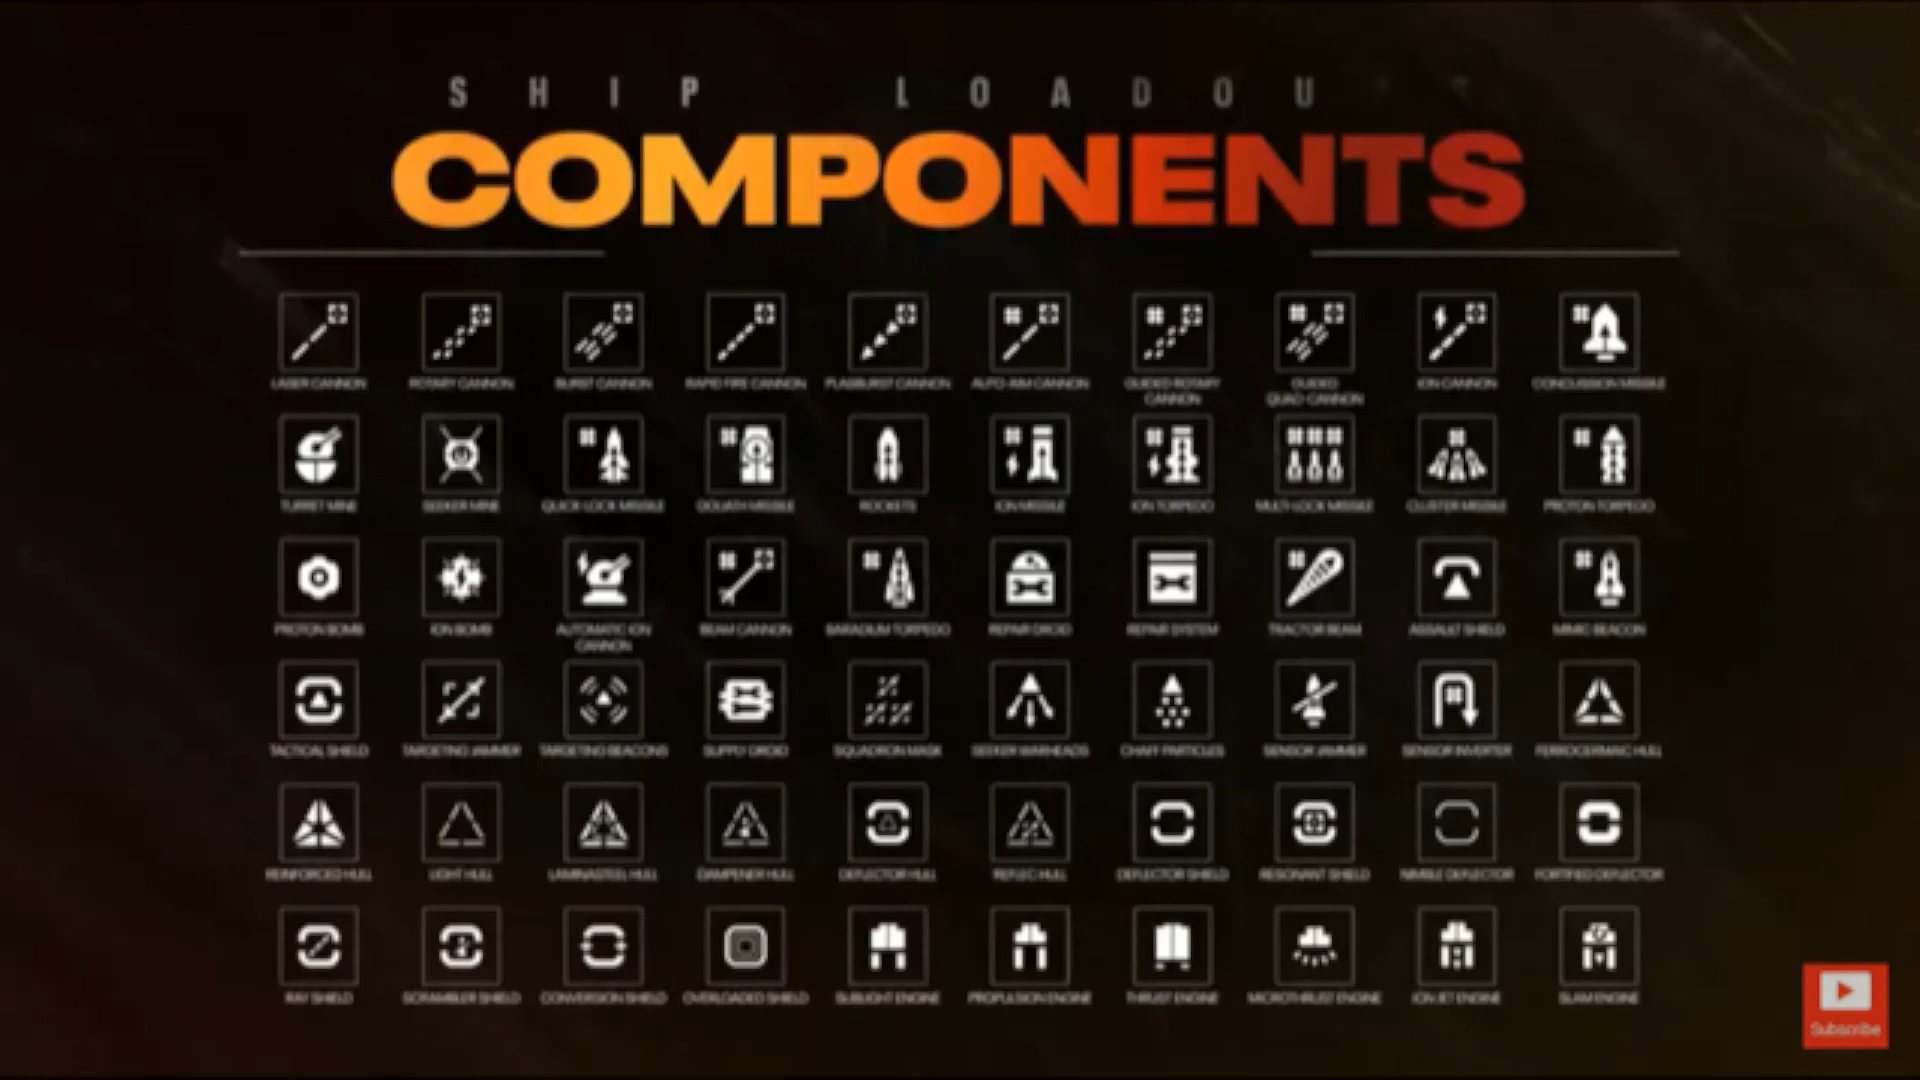 SHIP LOADOU
COMPONENTS
LASER CANNON ROTARY CANNON BURST CANNON RAPID FIRE CANNON PLASBURST CANNON AUTO-AIM CANNON GUIDED ROTARY CANNON GUIDED QUAD-CANNON ION CANNON CONCUSSION MISSILE
TURRET MINE SEEKER MINE QUICK LOCK MISSILE GOLIATH MISSILE ROCKETS ION MISSILE ION TORPEDO MULTI-LOCK MISSILE CLUSTER MISSILE PROTON TORPEDO
PROTON BOMB ION BOMB AUTOMATIC ION CANNON BEAM CANNON BARADIUM TORPEDO REPAIR DROID REPAIR SYSTEM TRACTOR BEAM ASSAULT SHIELD MIMIC BEACON
TACTICAL SHIELD TARGETING JAMMER TARGETING BEACONS SUPPLY DROID SQUADRON MASK SEEKER WARHEADS CHAFF PARTICLES SENSOR JAMMER SENSOR INVERTER FERROCERMAIC HULL
REINFORCED HULL LIGHT HULL LAMINASTEEL HULL DAMPENER HULL DEFLECTOR HULL REFLEC HULL DEFLECTOR SHIELD RESONANT SHIELD NIMBLE DEFLECTOR FORTIFIED DEFLECTOR
RAY SHIELD SCRAMBLER SHIELD CONVERSION SHIELD OVERLOADED SHIELD SUBLIGHT ENGINE PROPULSION ENGINE THRUST ENGINE MICROTHRUST ENGINE ION JET ENGINE SLAM ENGINE
Subscribe